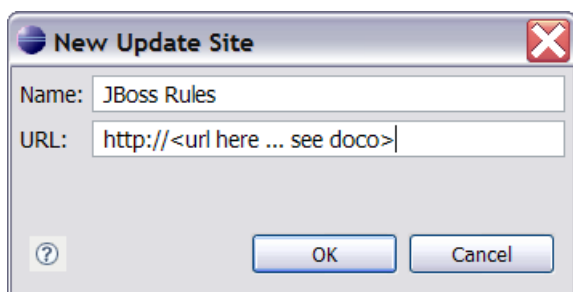 New Update Site
Name: JBoss Rules
URL: http://<url here ... see doco>
?
OK Cancel